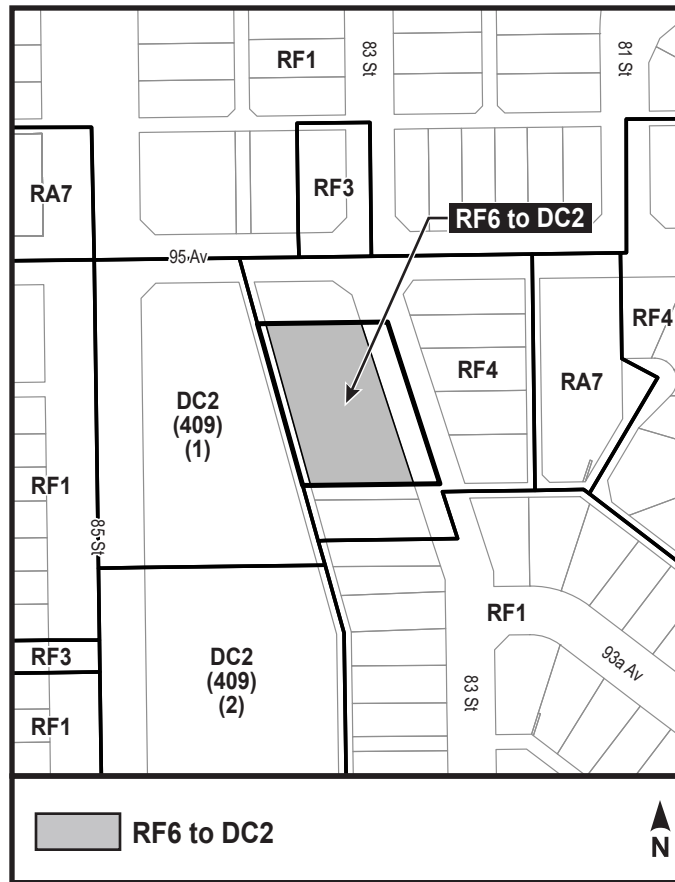 RF1
83 St
81 St
RA7
RF3
RF6 to DC2
95 Av
RF4
RF4
RA7
DC2
(409)
(1)
RF1
85 St
RF1
RF3
DC2
(409)
(2)
93a Av
83 St
RF1
RF6 to DC2
N